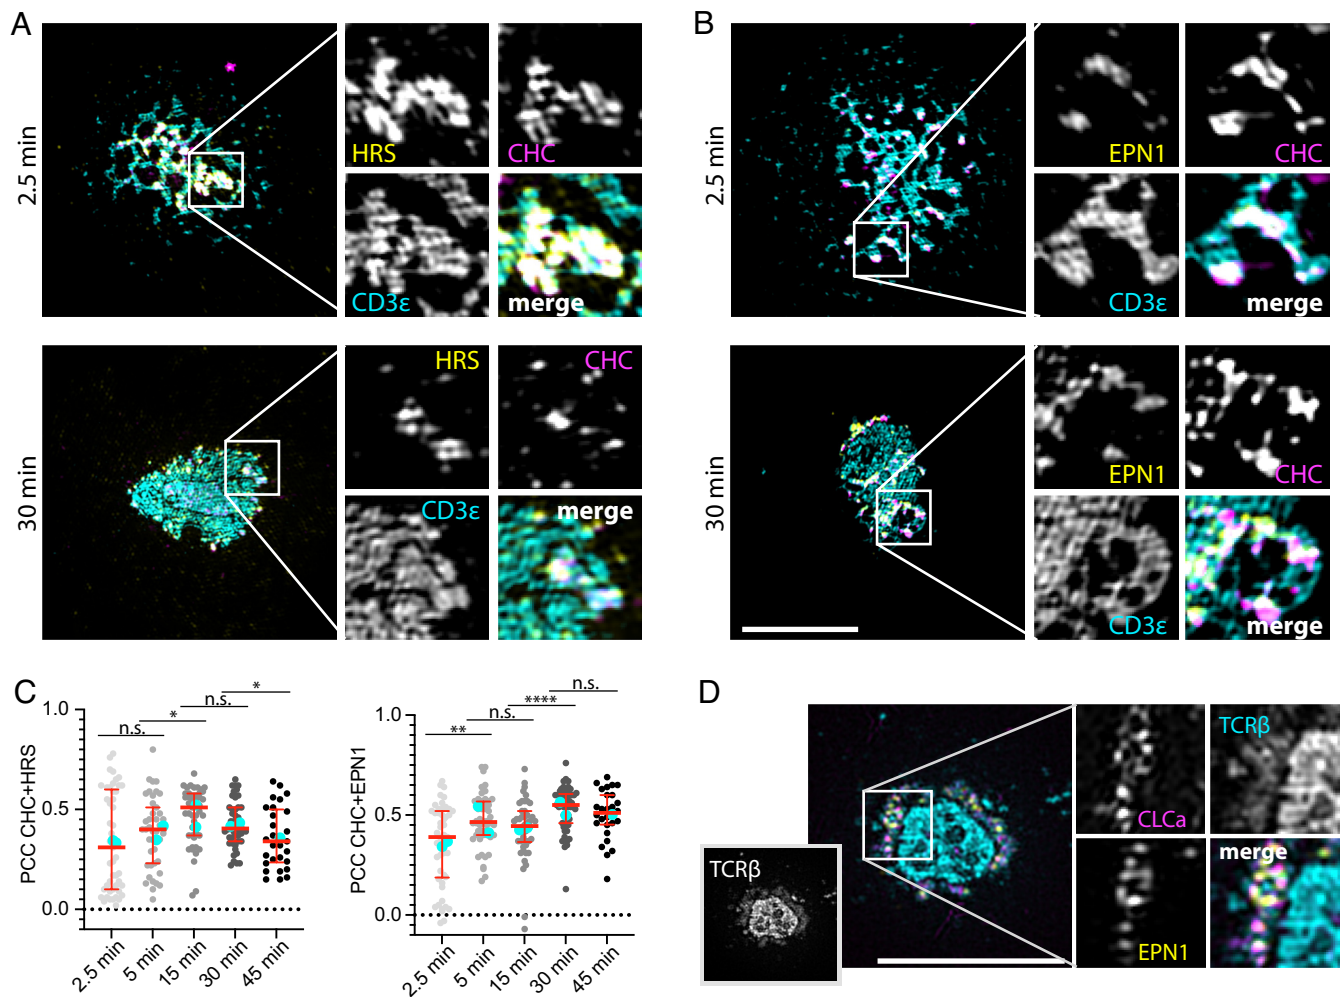 A
2.5 min
HRS
CHC
CD3ε
merge
30 min
HRS
CHC
CD3ε
merge
B
2.5 min
EPN1
CHC
CD3ε
merge
30 min
EPN1
CHC
CD3ε
merge
C
PCC CHC+HRS
1.0
0.5
0.0
n.s.
*
n.s.
*
2.5 min
5 min
15 min
30 min
45 min
PCC CHC+EPN1
1.0
0.5
0.0
**
n.s.
****
n.s.
2.5 min
5 min
15 min
30 min
45 min
D
TCRβ
CLCa
TCRβ
EPN1
merge